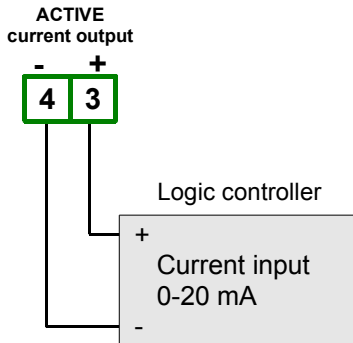 ACTIVE
current output
- +
4 3
Logic controller
+
Current input
0-20 mA
-